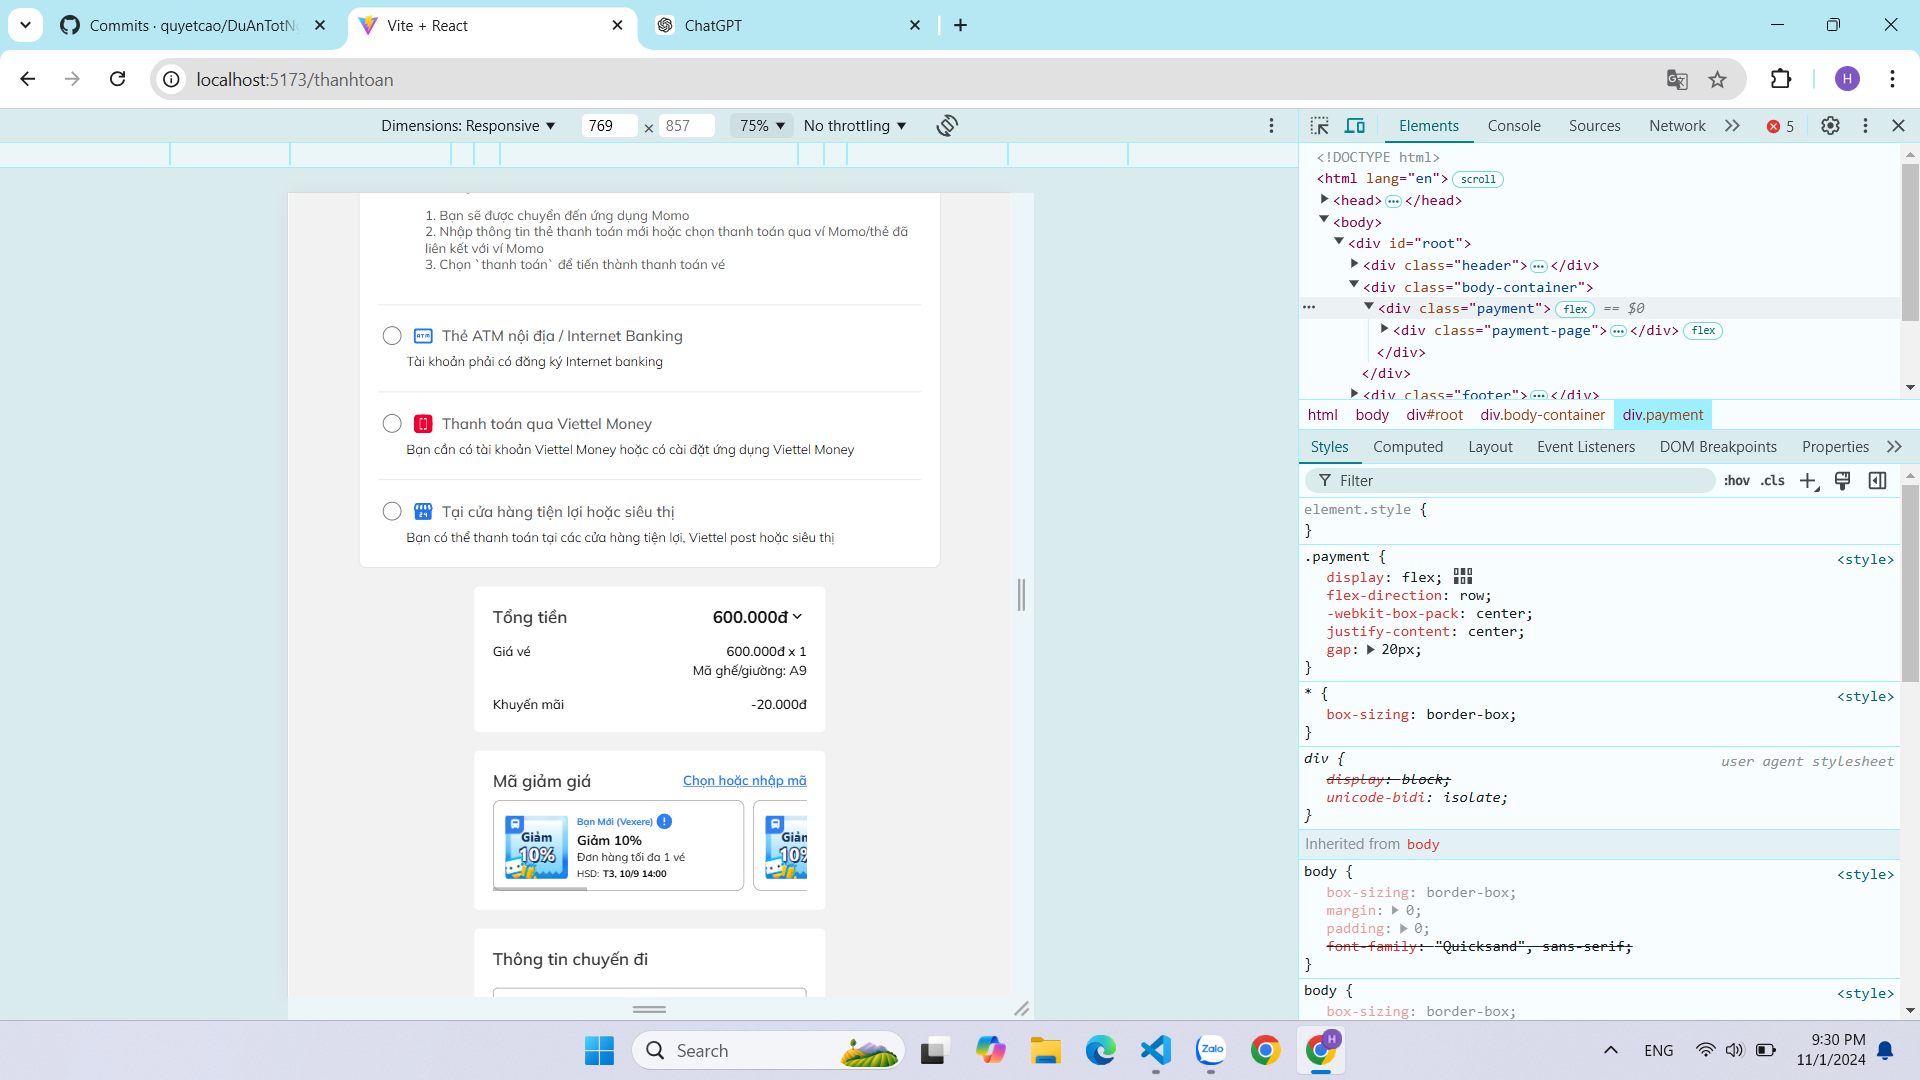 Commits · quyetcao/DuAnTotN
Vite + React
ChatGPT
localhost:5173/thanhtoan
H
Dimensions: Responsive
769 × 857
75%
No throttling
1. Bạn sẽ được chuyển đến ứng dụng Momo
2. Nhập thông tin thẻ thanh toán mới hoặc chọn thanh toán qua ví Momo/thẻ đã
liên kết với ví Momo
3. Chọn `thanh toán` để tiến thành thanh toán vé
Thẻ ATM nội địa / Internet Banking
Tài khoản phải có đăng ký Internet banking
Thanh toán qua Viettel Money
Bạn cần có tài khoản Viettel Money hoặc có cài đặt ứng dụng Viettel Money
24
Tại cửa hàng tiện lợi hoặc siêu thị
Bạn có thể thanh toán tại các cửa hàng tiện lợi, Viettel post hoặc siêu thị
Tổng tiền 600.000đ
Giá vé 600.000đ x 1
Mã ghế/giường: A9
Khuyến mãi -20.000đ
Mã giảm giá Chọn hoặc nhập mã
Giảm
10%
Bạn Mới (Vexere) !
Giảm 10%
Đơn hàng tối đa 1 vé
HSD: T3, 10/9 14:00
Thông tin chuyến đi
Elements Console Sources Network 5
<!DOCTYPE html>
<html lang="en"> scroll
<head> ··· </head>
<body>
<div id="root">
<div class="header"> ··· </div>
<div class="body-container">
··· <div class="payment"> flex == $0
<div class="payment-page"> ··· </div> flex
</div>
</div>
<div class="footer"> ··· </div>
html body div#root div.body-container div.payment
Styles Computed Layout Event Listeners DOM Breakpoints Properties
Filter :hov .cls
element.style {
}
.payment { <style>
display: flex;
flex-direction: row;
-webkit-box-pack: center;
justify-content: center;
gap: 20px;
}
* { <style>
box-sizing: border-box;
}
div { user agent stylesheet
display: block;
unicode-bidi: isolate;
}
Inherited from body
body { <style>
box-sizing: border-box;
margin: 0;
padding: 0;
font-family: "Quicksand", sans-serif;
}
body { <style>
box-sizing: border-box;
Search
Zalo
H
ENG
9:30 PM
11/1/2024